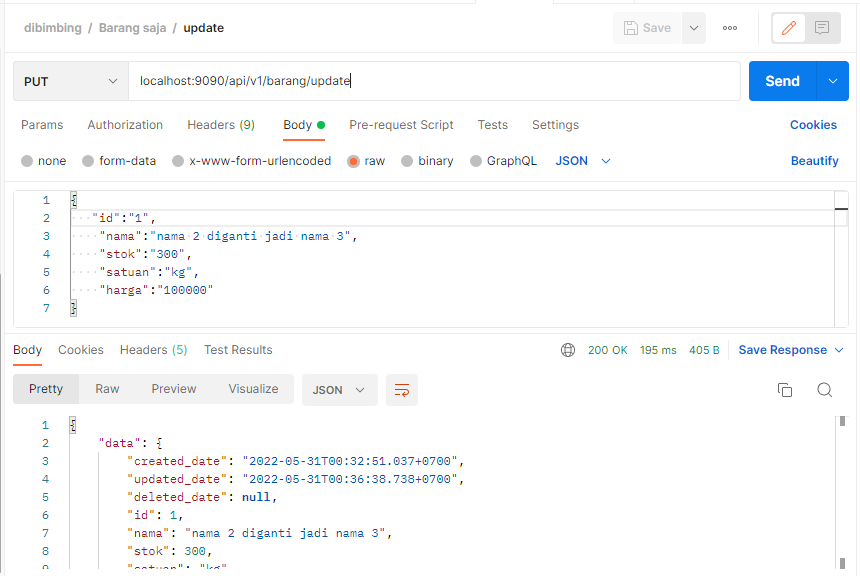 dibimbing / Barang saja / update
Save
PUT
localhost:9090/api/v1/barang/update
Send
Params Authorization Headers (9) Body Pre-request Script Tests Settings Cookies
none form-data x-www-form-urlencoded raw binary GraphQL JSON Beautify
1 {
2 "id":"1",
3 "nama":"nama 2 diganti jadi nama 3",
4 "stok":"300",
5 "satuan":"kg",
6 "harga":"100000"
7 }
Body Cookies Headers (5) Test Results 200 OK 195 ms 405 B Save Response
Pretty Raw Preview Visualize JSON
1 {
2 "data": {
3 "created_date": "2022-05-31T00:32:51.037+0700",
4 "updated_date": "2022-05-31T00:36:38.738+0700",
5 "deleted_date": null,
6 "id": 1,
7 "nama": "nama 2 diganti jadi nama 3",
8 "stok": 300,
9 "satuan": "kg"